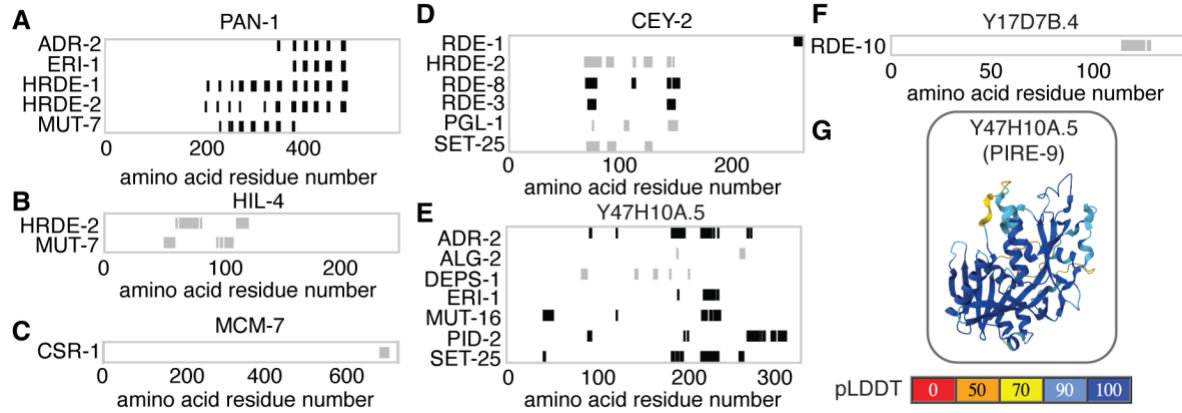 A
PAN-1
ADR-2
ERI-1
HRDE-1
HRDE-2
MUT-7
0 200 400
amino acid residue number
B
HIL-4
HRDE-2
MUT-7
0 100 200
amino acid residue number
C
MCM-7
CSR-1
0 200 400 600
amino acid residue number
D
CEY-2
RDE-1
HRDE-2
RDE-8
RDE-3
PGL-1
SET-25
0 100 200
amino acid residue number
E
Y47H10A.5
ADR-2
ALG-2
DEPS-1
ERI-1
MUT-16
PID-2
SET-25
0 100 200 300
amino acid residue number
F
Y17D7B.4
RDE-10
0 50 100
amino acid residue number
G
Y47H10A.5
(PIRE-9)
pLDDT 0 50 70 90 100